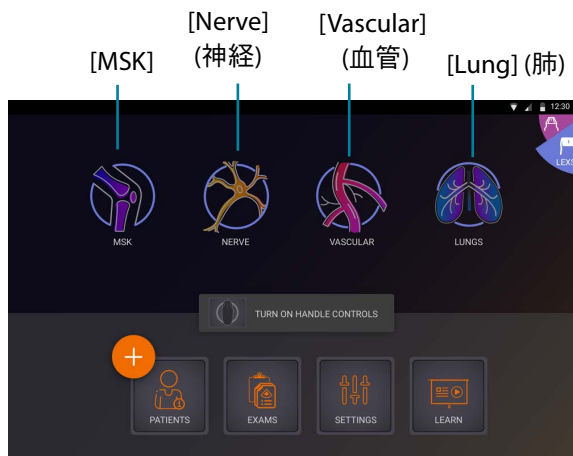 [MSK]
[Nerve]
(神経)
[Vascular]
(血管)
[Lung] (肺)
12:30
LEXS
MSK
NERVE
VASCULAR
LUNGS
TURN ON HANDLE CONTROLS
PATIENTS
EXAMS
SETTINGS
LEARN